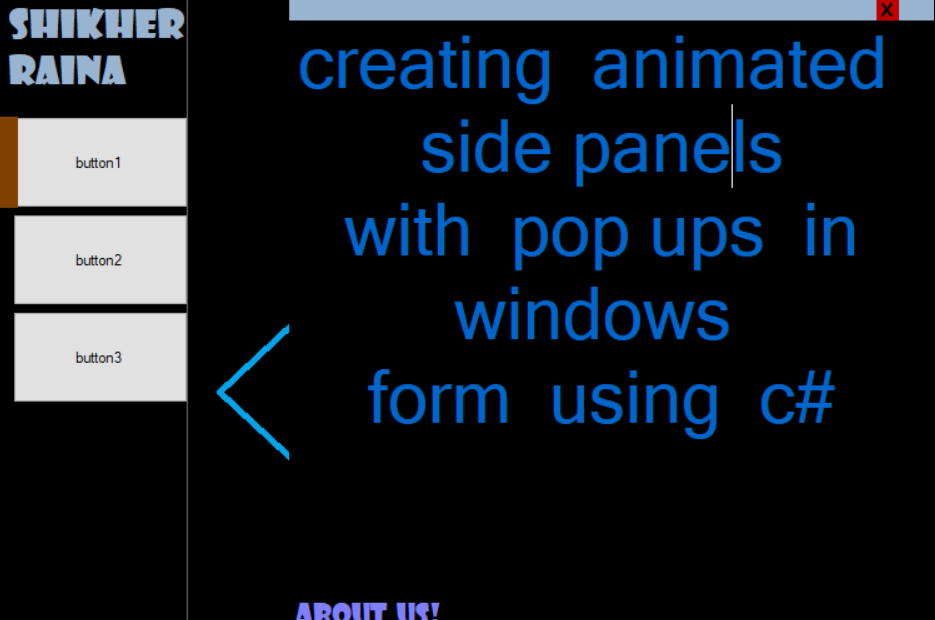 SHIKHER
RAINA
button1
button2
button3
X
creating animated
side panels
with pop ups in
windows
form using c#
ABOUT US!